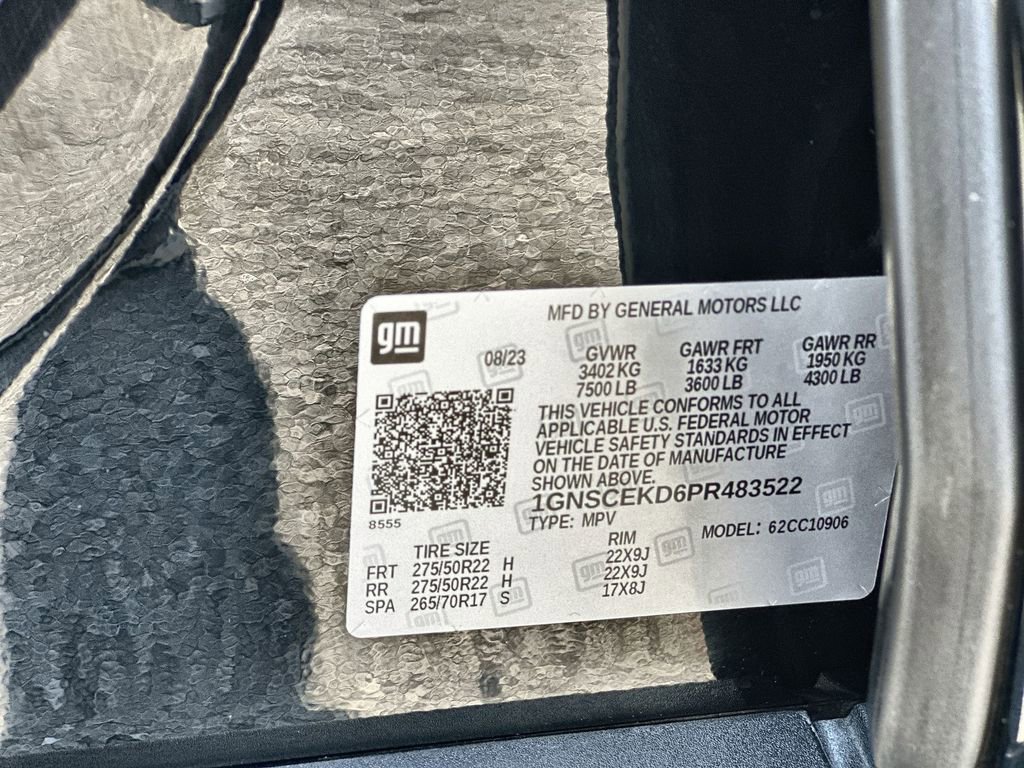 MFD BY GENERAL MOTORS LLC
gm
08/23
GVWR GAWR FRT GAWR RR
3402 KG 1633 KG 1950 KG
7500 LB 3600 LB 4300 LB
THIS VEHICLE CONFORMS TO ALL
APPLICABLE U.S. FEDERAL MOTOR
VEHICLE SAFETY STANDARDS IN EFFECT
ON THE DATE OF MANUFACTURE
SHOWN ABOVE.
1GNSCEKD6PR483522
8555
TYPE: MPV MODEL: 62CC10906
TIRE SIZE RIM
FRT 275/50R22 H 22X9J
RR 275/50R22 H 22X9J
SPA 265/70R17 S 17X8J